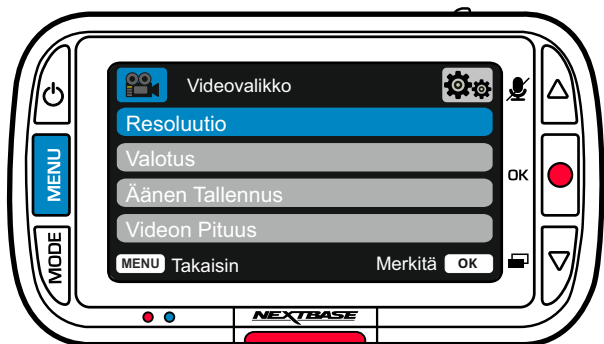 Videovalikko
Resoluutio
Valotus
Äänen Tallennus
Videon Pituus
MENU Takaisin Merkitä OK
MENU
MODE
OK
NEXTBASE